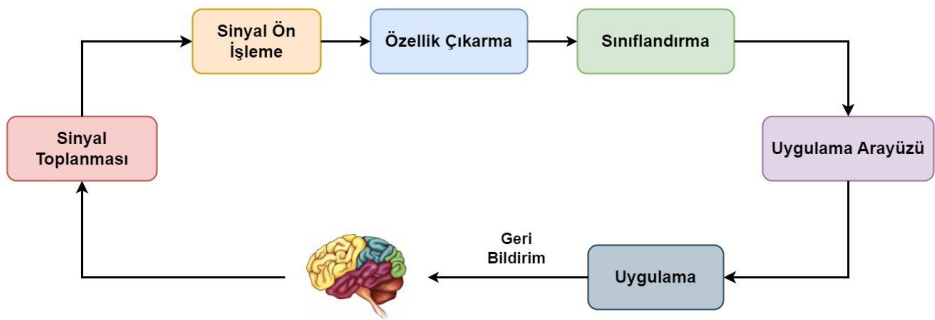 Sinyal Ön
İşleme
Özellik Çıkarma
Sınıflandırma
Sinyal
Toplanması
Uygulama Arayüzü
Geri
Bildirim
Uygulama